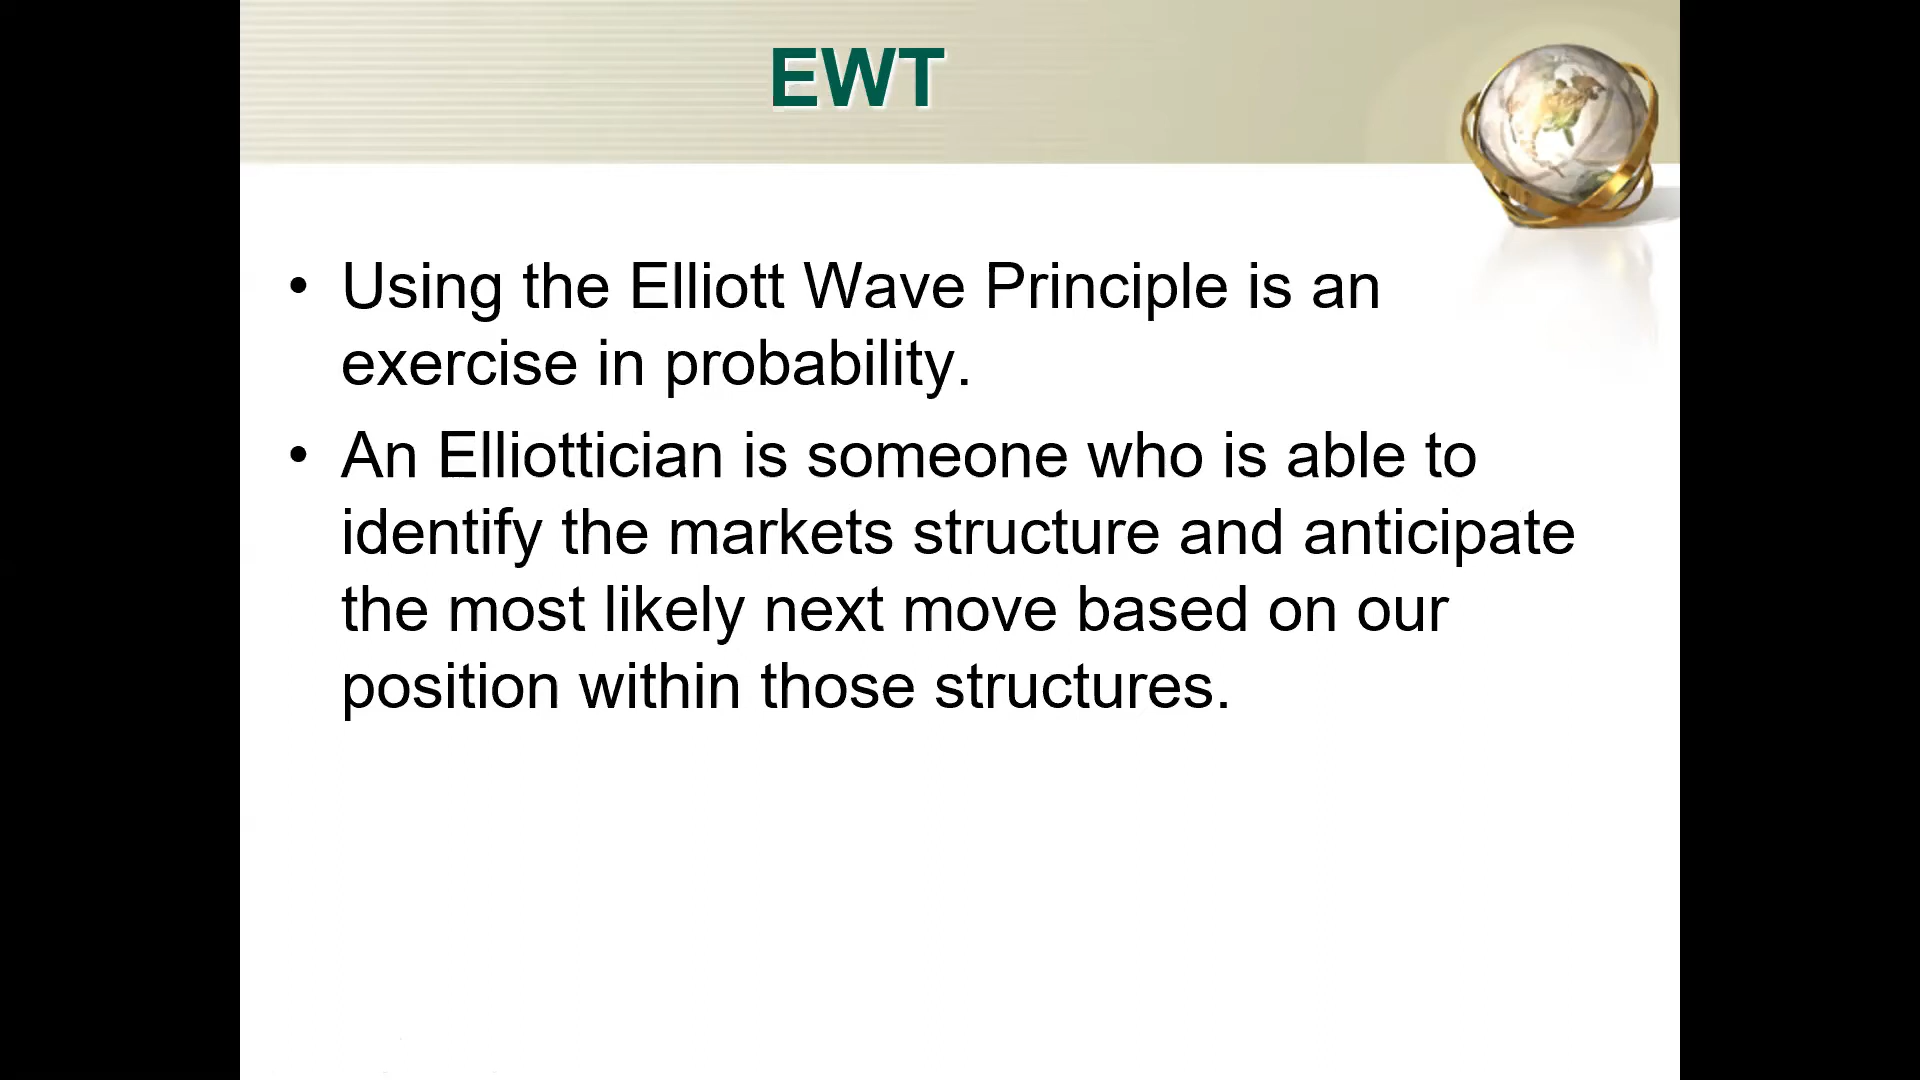 EWT
• Using the Elliott Wave Principle is an
exercise in probability.
• An Elliottician is someone who is able to
identify the markets structure and anticipate
the most likely next move based on our
position within those structures.